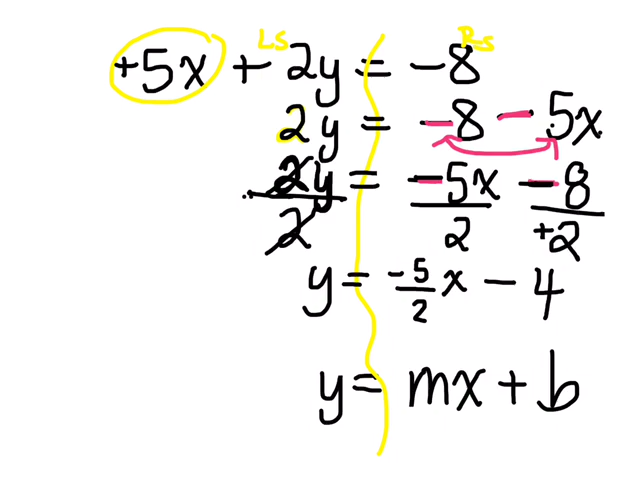 LS RS
+5x + 2y = -8
2y = -8 - 5x
2y/2 = -5x/2 - 8/+2
y = -5/2 x - 4
y = mx + b